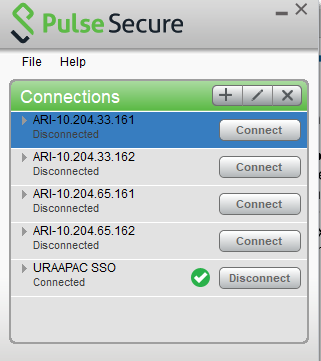 Pulse Secure
File Help
Connections
ARI-10.204.33.161
Disconnected
Connect
ARI-10.204.33.162
Disconnected
Connect
ARI-10.204.65.161
Disconnected
Connect
ARI-10.204.65.162
Disconnected
Connect
URAAPAC SSO
Connected
Disconnect